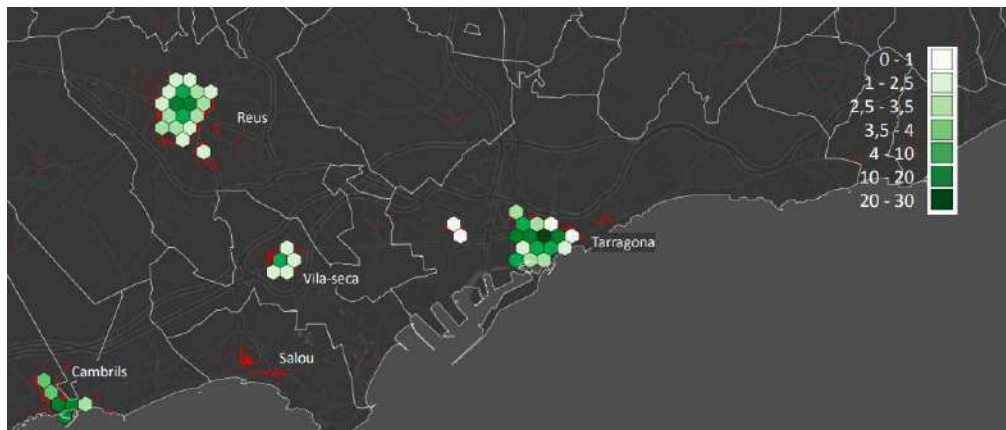 0 - 1
1 - 2,5
2,5 - 3,5
3,5 - 4
4 - 10
10 - 20
20 - 30
Reus
Tarragona
Vila-seca
Salou
Cambrils